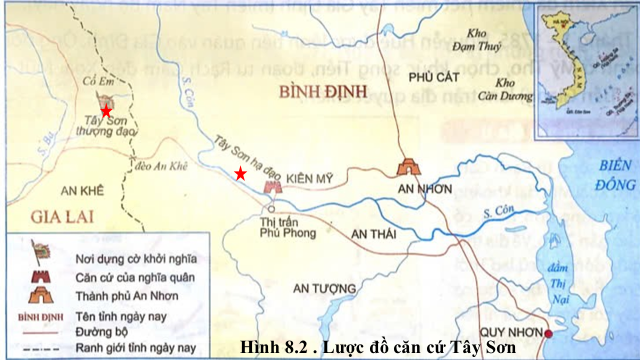 Kho
Đạm Thuỷ
PHÙ CÁT
Kho
Càn Dương
BÌNH ĐỊNH
S. Côn
Cổ Em
Tây Sơn
thượng đạo
S. Ba
đèo An Khê
AN KHÊ
GIA LAI
Tây Sơn hạ đạo
KIÊN MỸ
Thị trấn
Phú Phong
AN NHƠN
AN THÁI
S. Côn
BIỂN
ĐÔNG
đầm
Thị
Nại
AN TƯỢNG
QUY NHƠN
Nơi dựng cờ khởi nghĩa
Căn cứ của nghĩa quân
Thành phủ An Nhơn
BÌNH ĐỊNH Tên tỉnh ngày nay
Đường bộ
Ranh giới tỉnh ngày nay
Hình 8.2 . Lược đồ căn cứ Tây Sơn